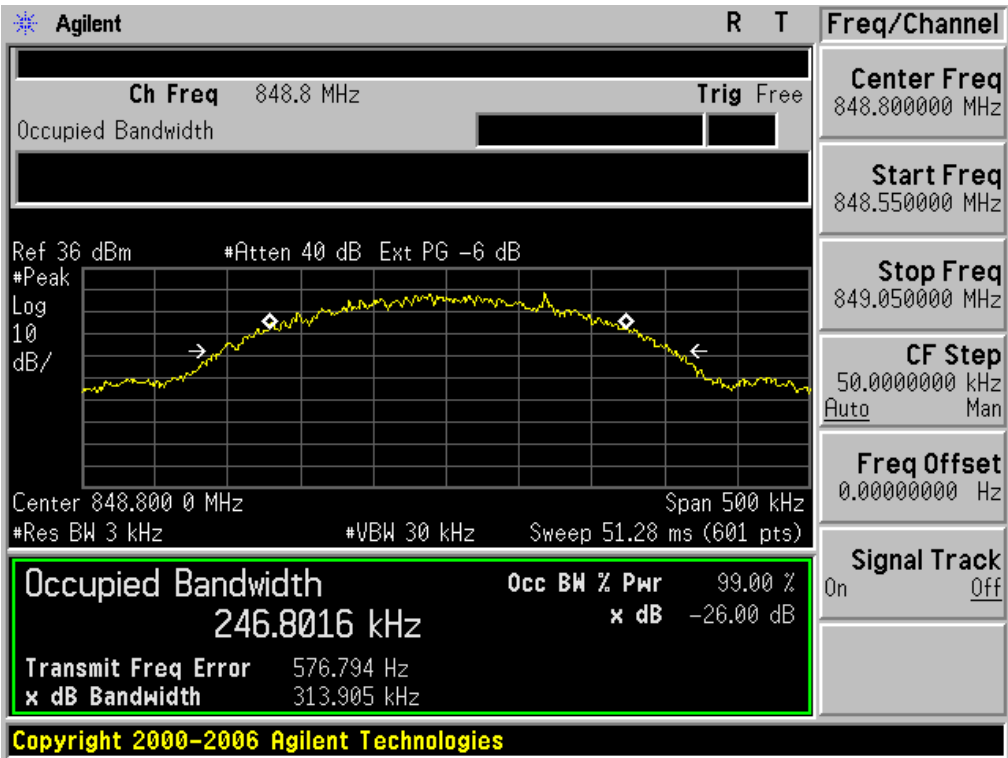 Agilent R T
Freq/Channel
Ch Freq 848.8 MHz Trig Free
Occupied Bandwidth
Center Freq
848.800000 MHz
Start Freq
848.550000 MHz
Stop Freq
849.050000 MHz
CF Step
50.0000000 kHz
Auto Man
Freq Offset
0.00000000 Hz
Signal Track
On Off
Ref 36 dBm #Atten 40 dB Ext PG -6 dB
#Peak
Log
10
dB/
Center 848.800 0 MHz Span 500 kHz
#Res BW 3 kHz #VBW 30 kHz Sweep 51.28 ms (601 pts)
Occupied Bandwidth Occ BW % Pwr 99.00 %
246.8016 kHz x dB -26.00 dB
Transmit Freq Error 576.794 Hz
x dB Bandwidth 313.905 kHz
Copyright 2000-2006 Agilent Technologies